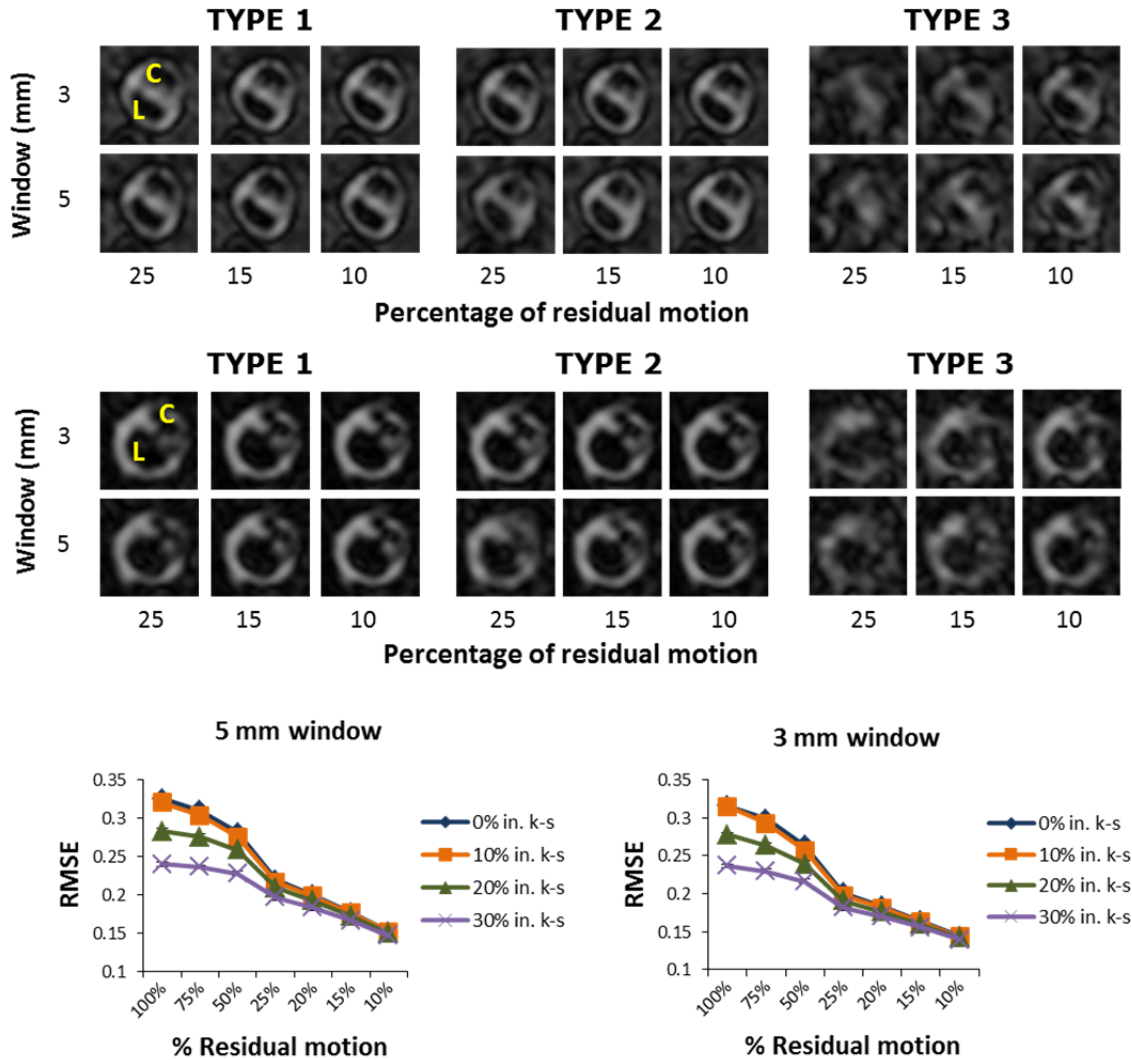 TYPE 1 TYPE 2 TYPE 3
Window (mm)
3
C
L
5
25 15 10 25 15 10 25 15 10
Percentage of residual motion
TYPE 1 TYPE 2 TYPE 3
Window (mm)
3
C
L
5
25 15 10 25 15 10 25 15 10
Percentage of residual motion
5 mm window
RMSE
0.35
0.3
0.25
0.2
0.15
0.1
0% in. k-s
10% in. k-s
20% in. k-s
30% in. k-s
100% 75% 50% 25% 20% 15% 10%
% Residual motion
3 mm window
RMSE
0.35
0.3
0.25
0.2
0.15
0.1
0% in. k-s
10% in. k-s
20% in. k-s
30% in. k-s
100% 75% 50% 25% 20% 15% 10%
% Residual motion